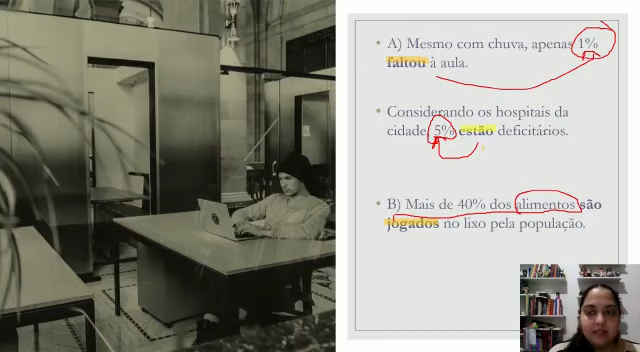 A) Mesmo com chuva, apenas 1%
faltou à aula.
Considerando os hospitais da
cidade, 5% estão deficitários.
B) Mais de 40% dos alimentos são
jogados no lixo pela população.